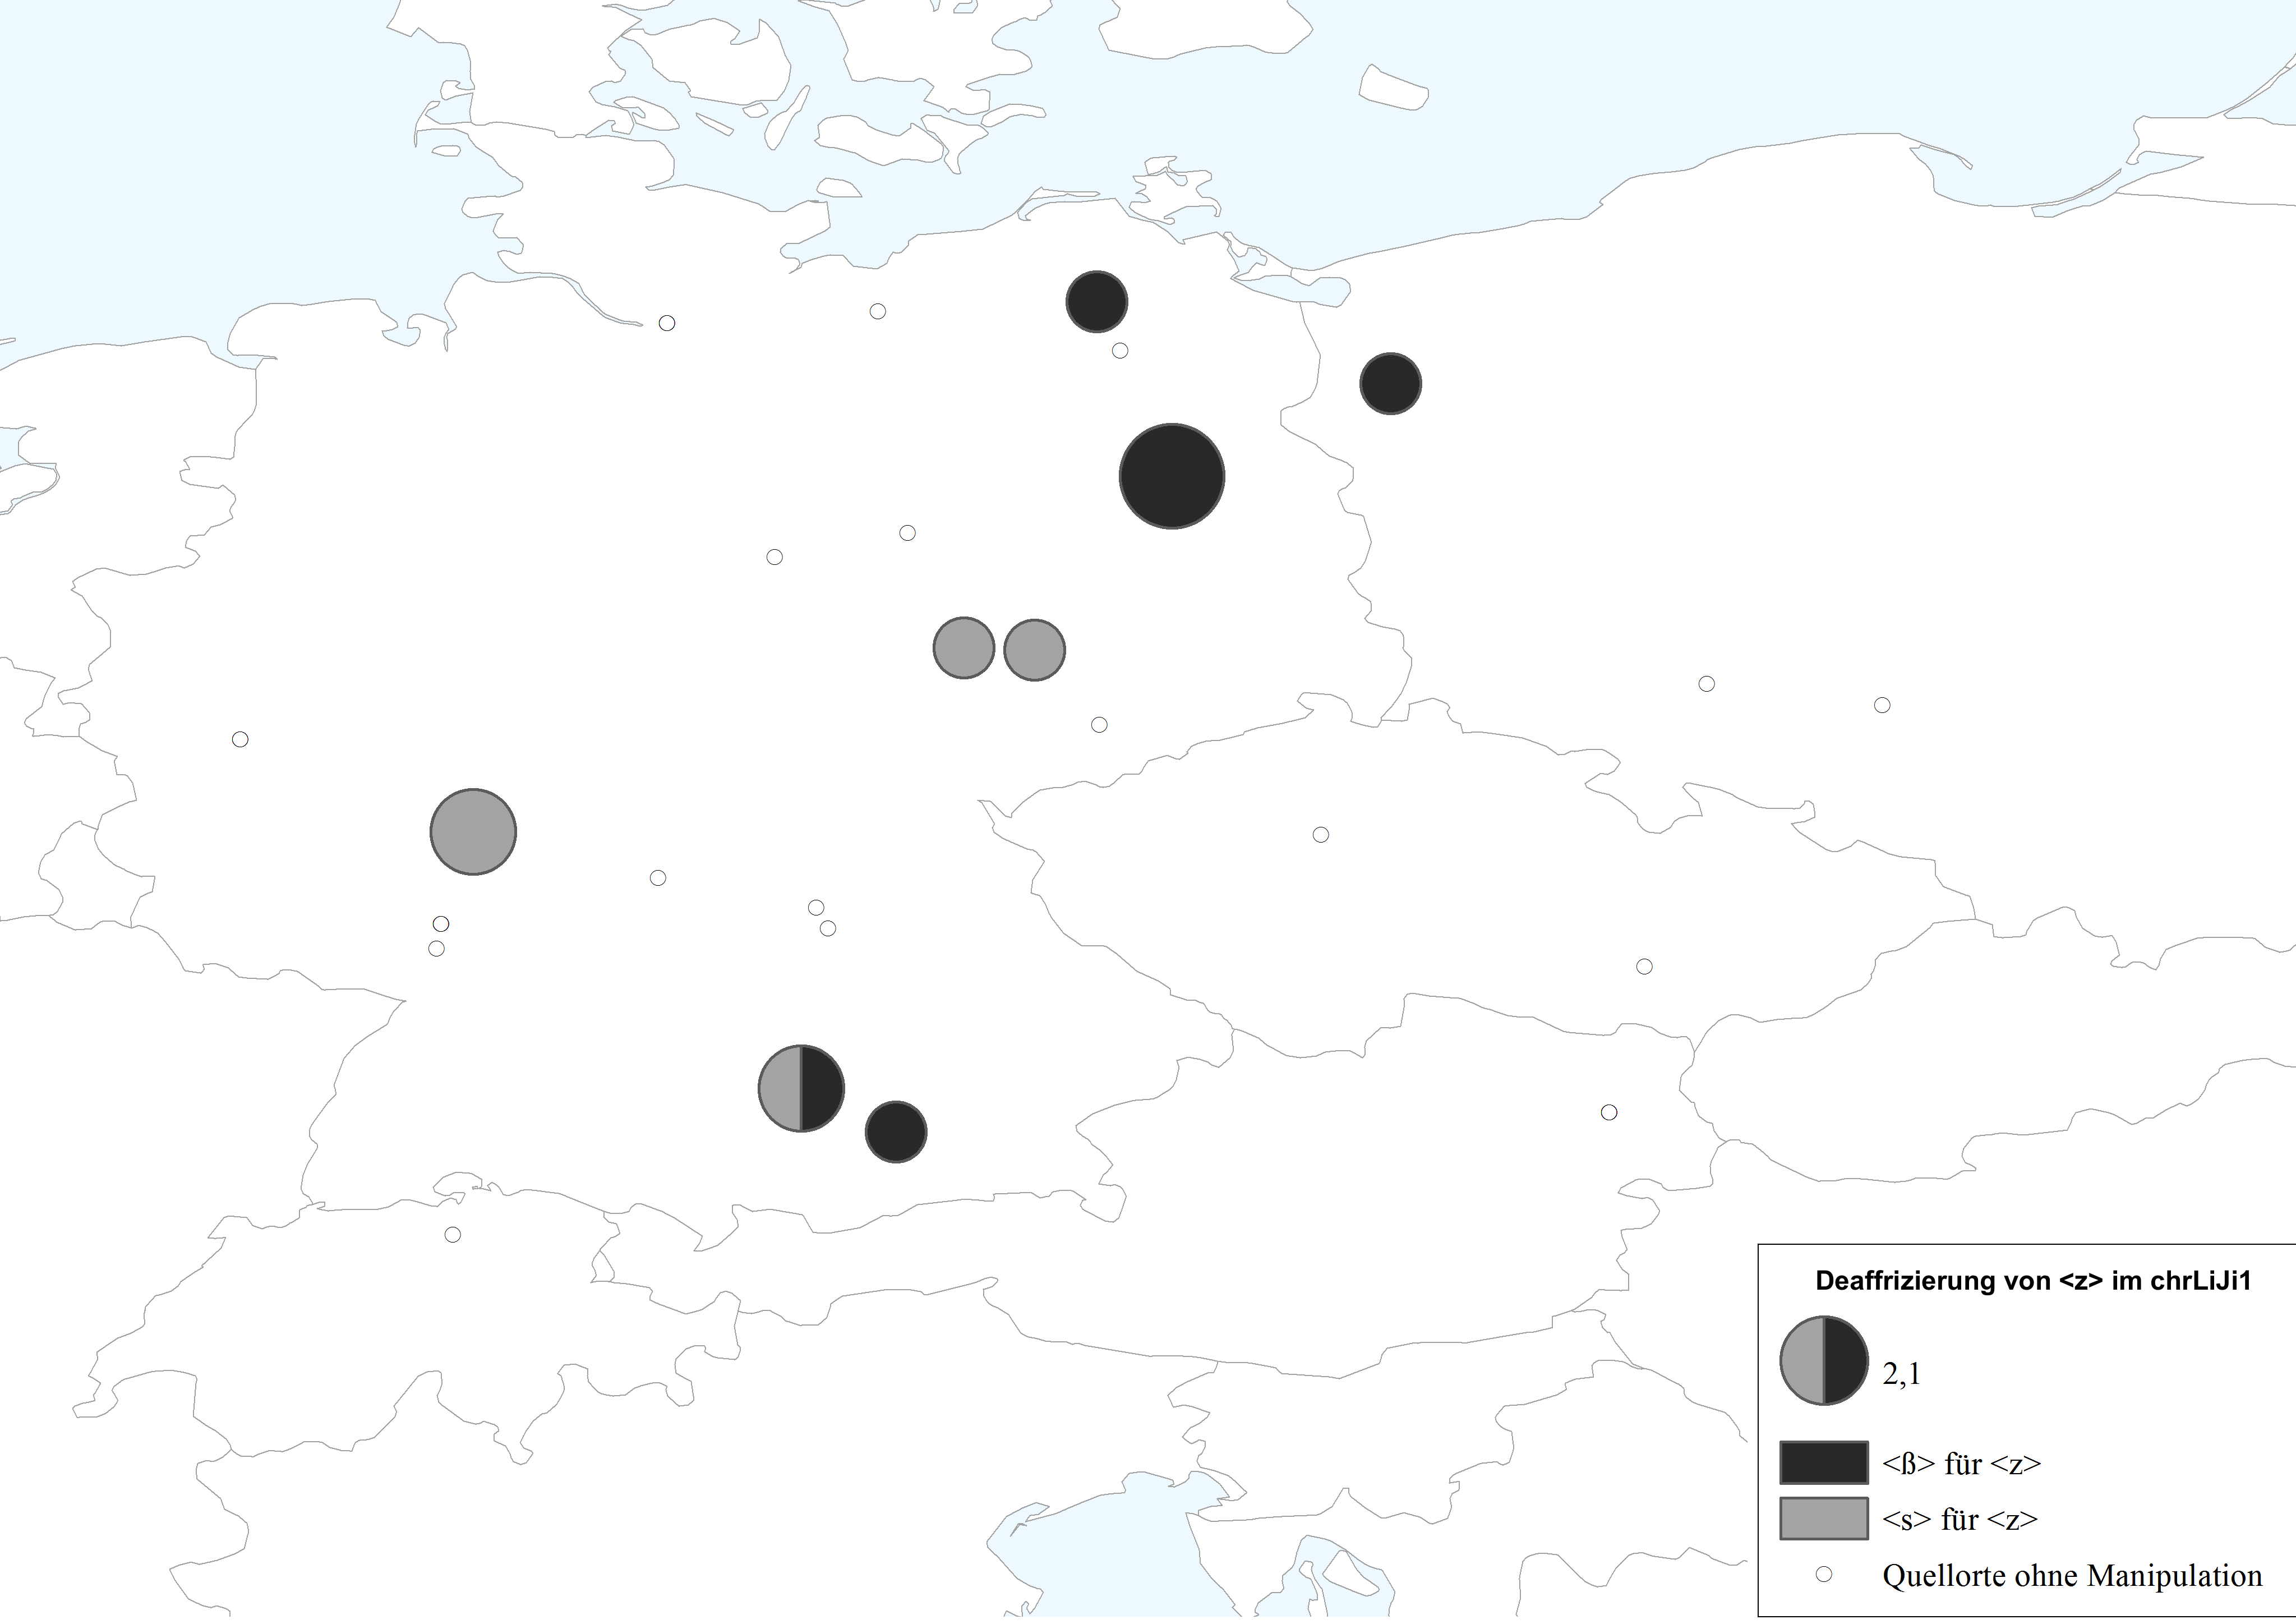 Deaffrizierung von <z> im chrLiJi1
2,1
<ß> für <z>
<s> für <z>
Quellorte ohne Manipulation